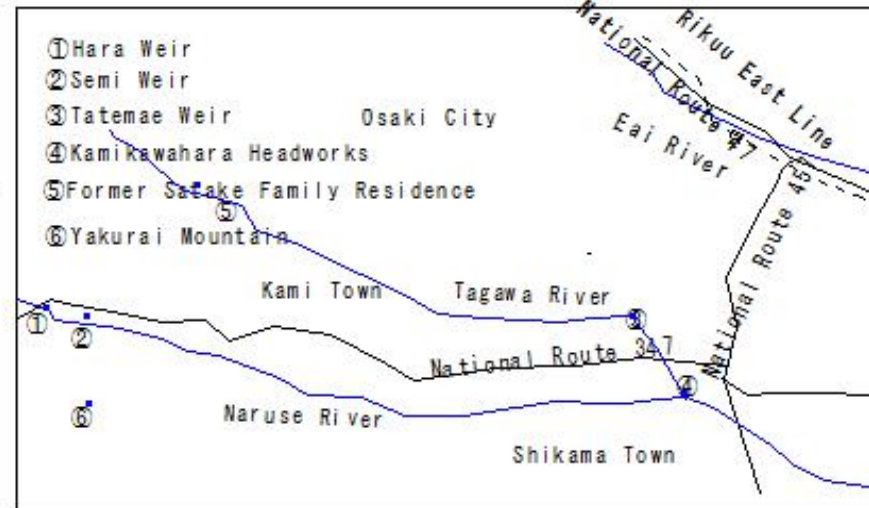 ①Hara Weir
②Semi Weir
③Tatemae Weir
④Kamikawahara Headworks
⑤Former Satake Family Residence
⑥Yakurai Mountain
Osaki City
National Route 47
Rikuu East Line
Eai River
National Route 45
⑤
Kami Town
Tagawa River
③
①
②
National Route 347
④
⑥
Naruse River
Shikama Town